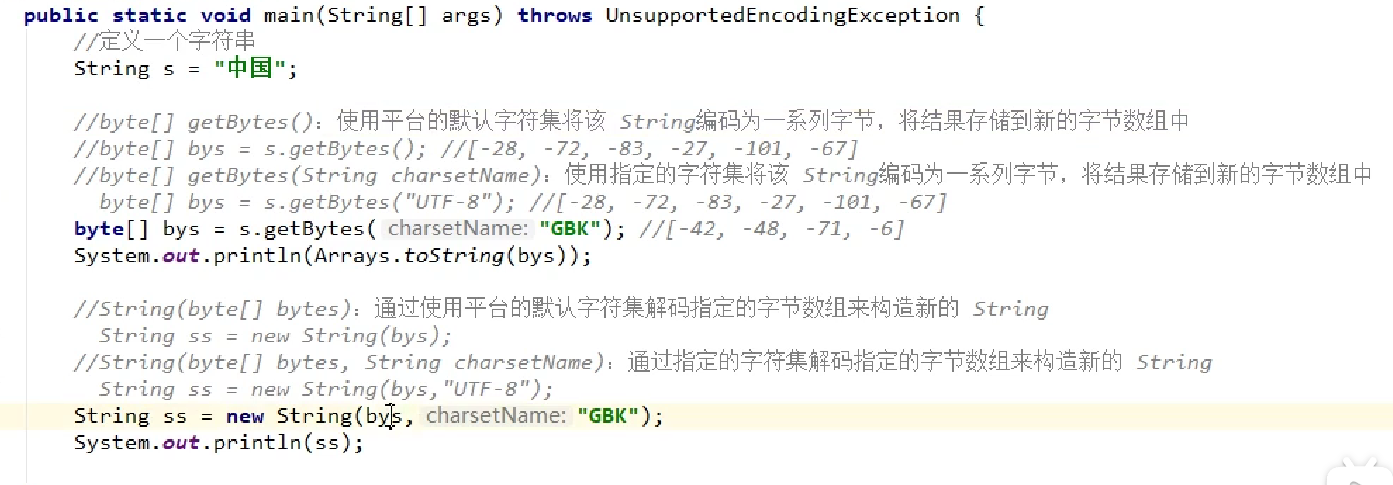 public static void main(String[] args) throws UnsupportedEncodingException {
//定义一个字符串
String s = "中国";
//byte[] getBytes()：使用平台的默认字符集将该 String编码为一系列字节，将结果存储到新的字节数组中
//byte[] bys = s.getBytes(); //[-28, -72, -83, -27, -101, -67]
//byte[] getBytes(String charsetName)：使用指定的字符集将该 String编码为一系列字节，将结果存储到新的字节数组中
byte[] bys = s.getBytes("UTF-8"); //[-28, -72, -83, -27, -101, -67]
byte[] bys = s.getBytes( charsetName: "GBK"); //[-42, -48, -71, -6]
System.out.println(Arrays.toString(bys));
//String(byte[] bytes)：通过使用平台的默认字符集解码指定的字节数组来构造新的 String
String ss = new String(bys);
//String(byte[] bytes, String charsetName)：通过指定的字符集解码指定的字节数组来构造新的 String
String ss = new String(bys,"UTF-8");
String ss = new String(bys, charsetName: "GBK");
System.out.println(ss);